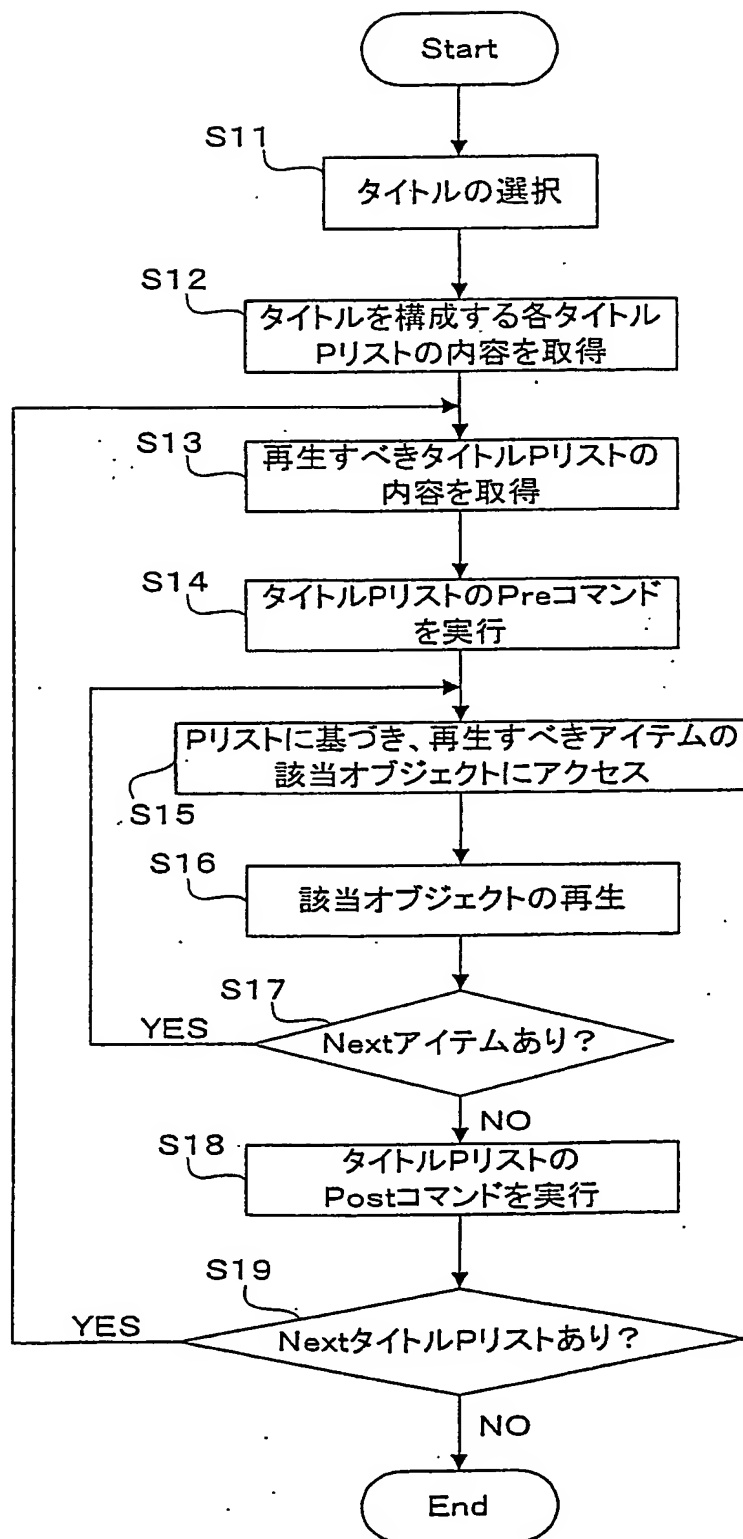 Start
S11
タイトルの選択
S12
タイトルを構成する各タイトル
Pリストの内容を取得
S13
再生すべきタイトルPリストの
内容を取得
S14
タイトルPリストのPreコマンド
を実行
Pリストに基づき、再生すべきアイテムの
該当オブジェクトにアクセス
S15
S16
該当オブジェクトの再生
S17
YES
Nextアイテムあり?
NO
S18
タイトルPリストの
Postコマンドを実行
S19
YES
NextタイトルPリストあり?
NO
End